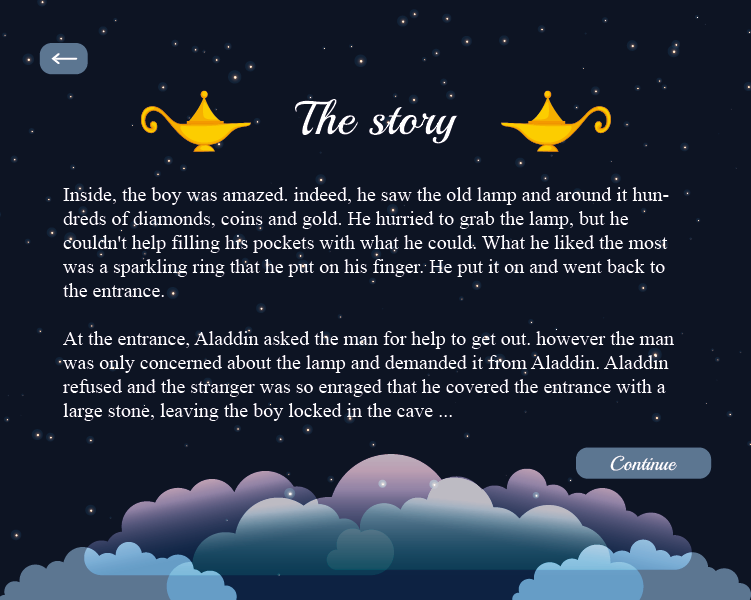 The story
Inside, the boy was amazed. indeed, he saw the old lamp and around it hun-
dreds of diamonds, coins and gold. He hurried to grab the lamp, but he
couldn't help filling his pockets with what he could. What he liked the most
was a sparkling ring that he put on his finger. He put it on and went back to
the entrance.
At the entrance, Aladdin asked the man for help to get out. however the man
was only concerned about the lamp and demanded it from Aladdin. Aladdin
refused and the stranger was so enraged that he covered the entrance with a
large stone, leaving the boy locked in the cave ...
Continue